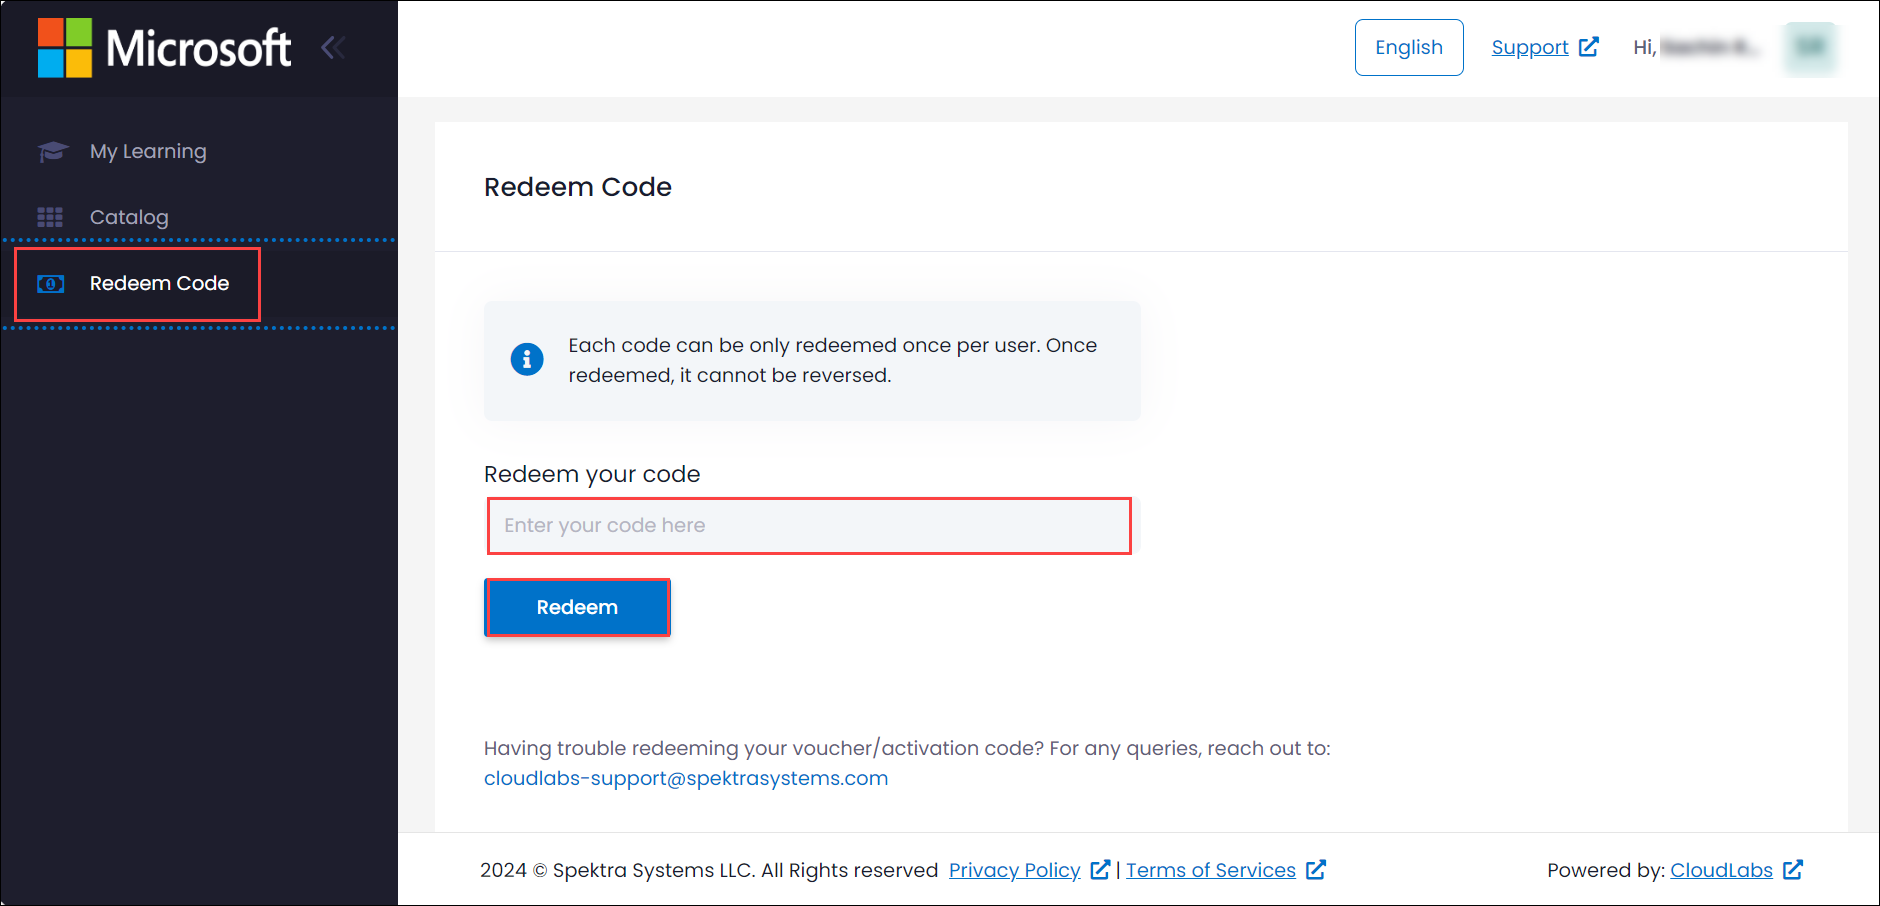 Microsoft
English
Support
Hi,
My Learning
Catalog
Redeem Code
Redeem Code
Each code can be only redeemed once per user. Once
redeemed, it cannot be reversed.
Redeem your code
Enter your code here
Redeem
Having trouble redeeming your voucher/activation code? For any queries, reach out to:
cloudlabs-support@spektrasystems.com
2024 © Spektra Systems LLC. All Rights reserved Privacy Policy | Terms of Services
Powered by: CloudLabs